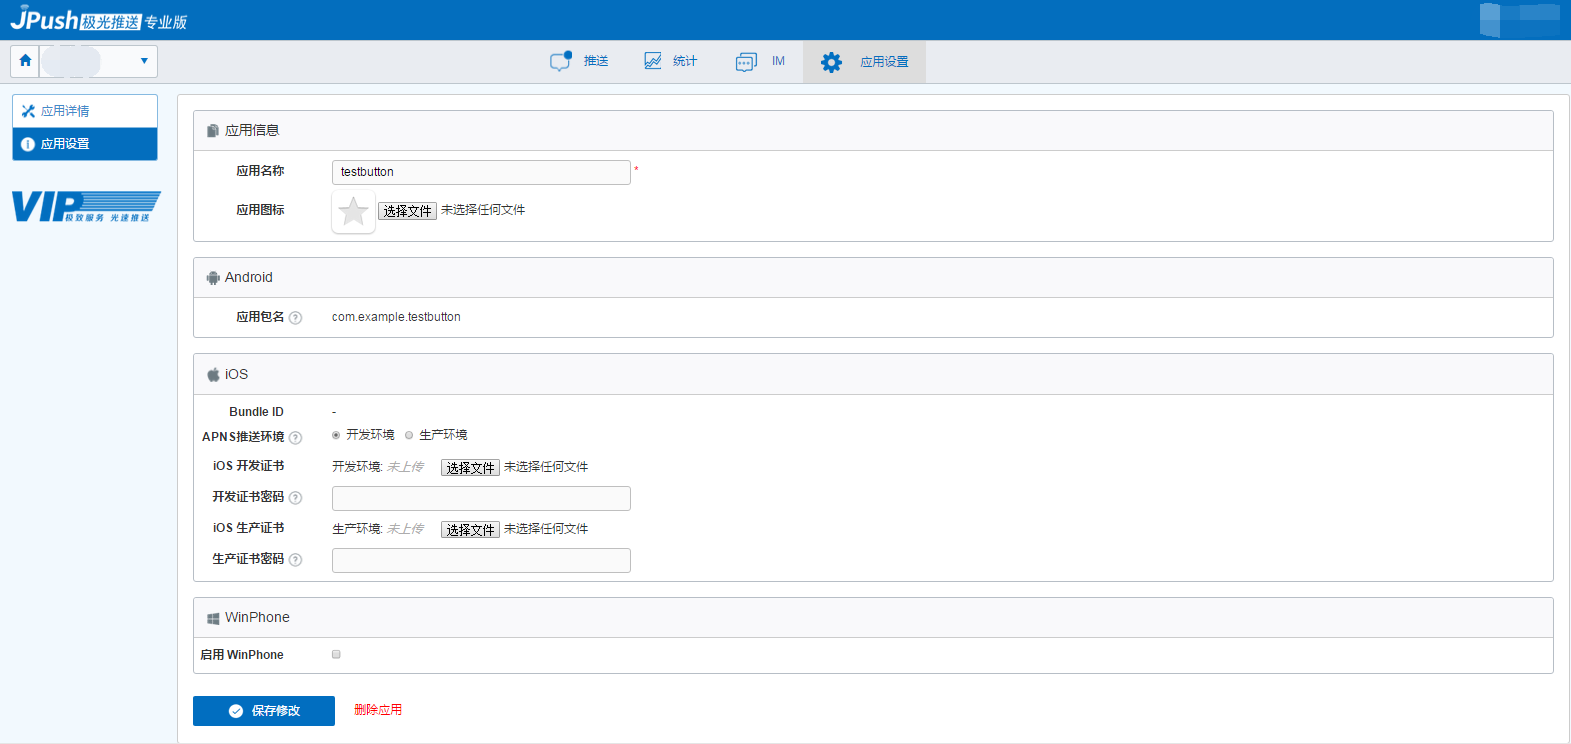 JPush极光推送 专业版
推送 统计 IM 应用设置
应用详情
应用设置
VIP 极致服务 光速推送
应用信息
应用名称 testbutton *
应用图标 选择文件 未选择任何文件
Android
应用包名 ? com.example.testbutton
iOS
Bundle ID -
APNS推送环境 ? 开发环境 生产环境
iOS 开发证书 开发环境: 未上传 选择文件 未选择任何文件
开发证书密码 ?
iOS 生产证书 生产环境: 未上传 选择文件 未选择任何文件
生产证书密码 ?
WinPhone
启用 WinPhone
保存修改 删除应用